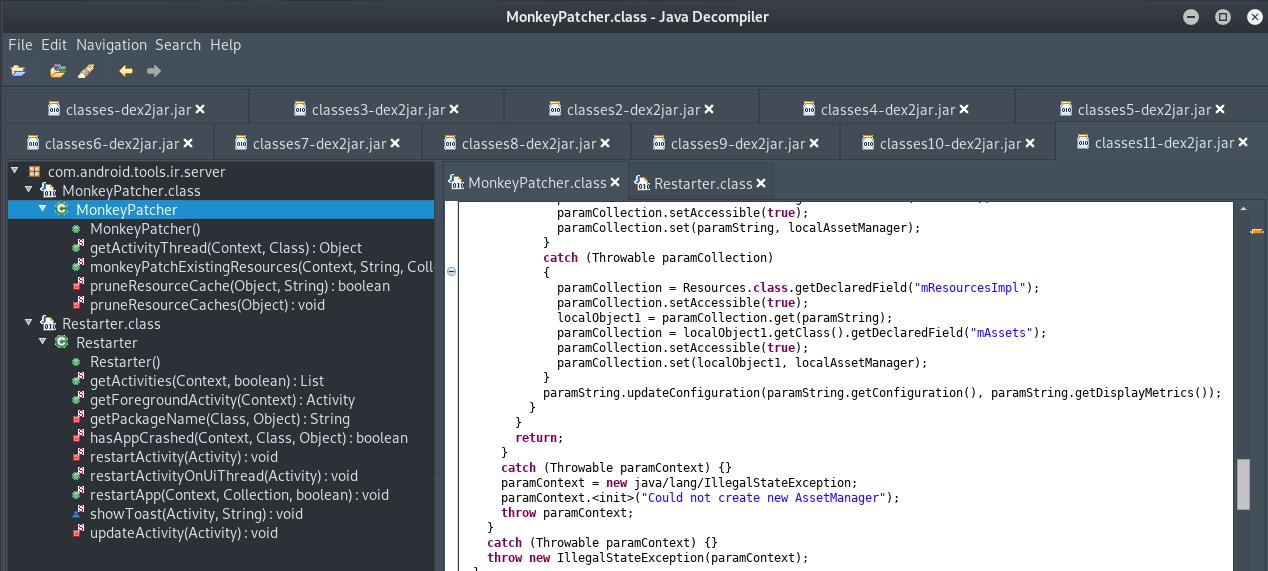 MonkeyPatcher.class - Java Decompiler
File Edit Navigation Search Help
classes-dex2jar.jar classes3-dex2jar.jar classes2-dex2jar.jar classes4-dex2jar.jar classes5-dex2jar.jar
classes6-dex2jar.jar classes7-dex2jar.jar classes8-dex2jar.jar classes9-dex2jar.jar classes10-dex2jar.jar classes11-dex2jar.jar
com.android.tools.ir.server
MonkeyPatcher.class
MonkeyPatcher
MonkeyPatcher()
getActivityThread(Context, Class) : Object
monkeyPatchExistingResources(Context, String, Coll
pruneResourceCache(Object, String) : boolean
pruneResourceCaches(Object) : void
Restarter.class
Restarter
Restarter()
getActivities(Context, boolean) : List
getForegroundActivity(Context) : Activity
getPackageName(Class, Object) : String
hasAppCrashed(Context, Class, Object) : boolean
restartActivity(Activity) : void
restartActivityOnUiThread(Activity) : void
restartApp(Context, Collection, boolean) : void
showToast(Activity, String) : void
updateActivity(Activity) : void
MonkeyPatcher.class Restarter.class
paramCollection.setAccessible(true);
paramCollection.set(paramString, localAssetManager);
}
catch (Throwable paramCollection)
{
paramCollection = Resources.class.getDeclaredField("mResourcesImpl");
paramCollection.setAccessible(true);
localObject1 = paramCollection.get(paramString);
paramCollection = localObject1.getClass().getDeclaredField("mAssets");
paramCollection.setAccessible(true);
paramCollection.set(localObject1, localAssetManager);
}
paramString.updateConfiguration(paramString.getConfiguration(), paramString.getDisplayMetrics());
}
}
return;
}
catch (Throwable paramContext) {}
paramContext = new java/lang/IllegalStateException;
paramContext.<init>("Could not create new AssetManager");
throw paramContext;
}
catch (Throwable paramContext) {}
throw new IllegalStateException(paramContext);